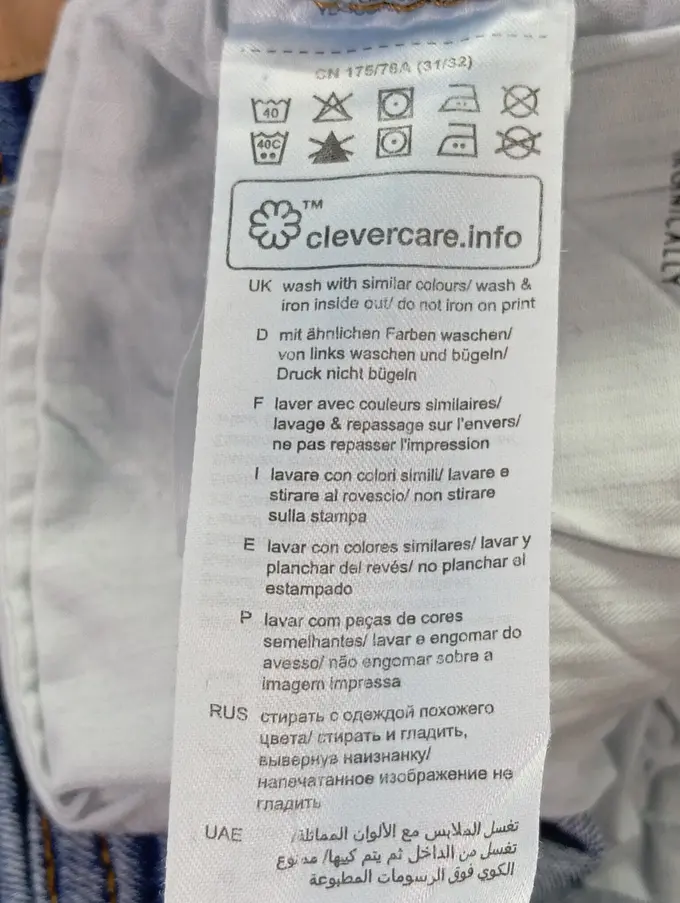 CN 175/76A (31/32)
40
40C
TM
clevercare.info
UK wash with similar colours/ wash &
iron inside out/ do not iron on print
D mit ähnlichen Farben waschen/
von links waschen und bügeln/
Druck nicht bügeln
F laver avec couleurs similaires/
lavage & repassage sur l'envers/
ne pas repasser l'impression
I lavare con colori simili/ lavare e
stirare al rovescio/ non stirare
sulla stampa
E lavar con colores similares/ lavar y
planchar del revés/ no planchar el
estampado
P lavar com peças de cores
semelhantes/ lavar e engomar do
avesso/ não engomar sobre a
imagem impressa
RUS стирать с одеждой похожего
цвета/ стирать и гладить,
вывернув наизнанку/
напечатанное изображение не
гладить
UAE تغسل الملابس مع الألوان المماثلة/
تغسل من الداخل ثم يتم كيها/ مدنوع
الكوي فوق الرسومات المطبوعة